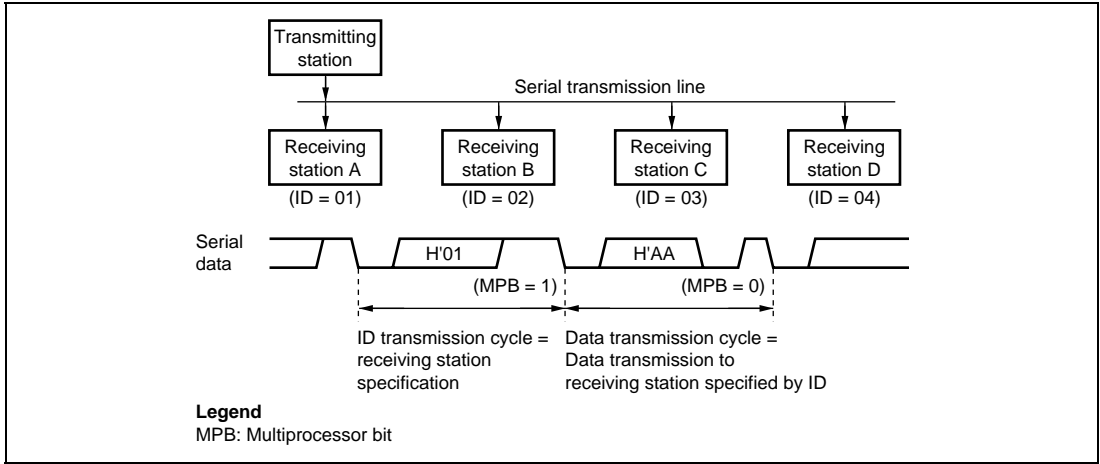 Transmitting
station
Serial transmission line
Receiving
station A
Receiving
station B
Receiving
station C
Receiving
station D
(ID = 01)
(ID = 02)
(ID = 03)
(ID = 04)
Serial
data
H'01
H'AA
(MPB = 1)
(MPB = 0)
ID transmission cycle =
receiving station
specification
Data transmission cycle =
Data transmission to
receiving station specified by ID
Legend
MPB: Multiprocessor bit